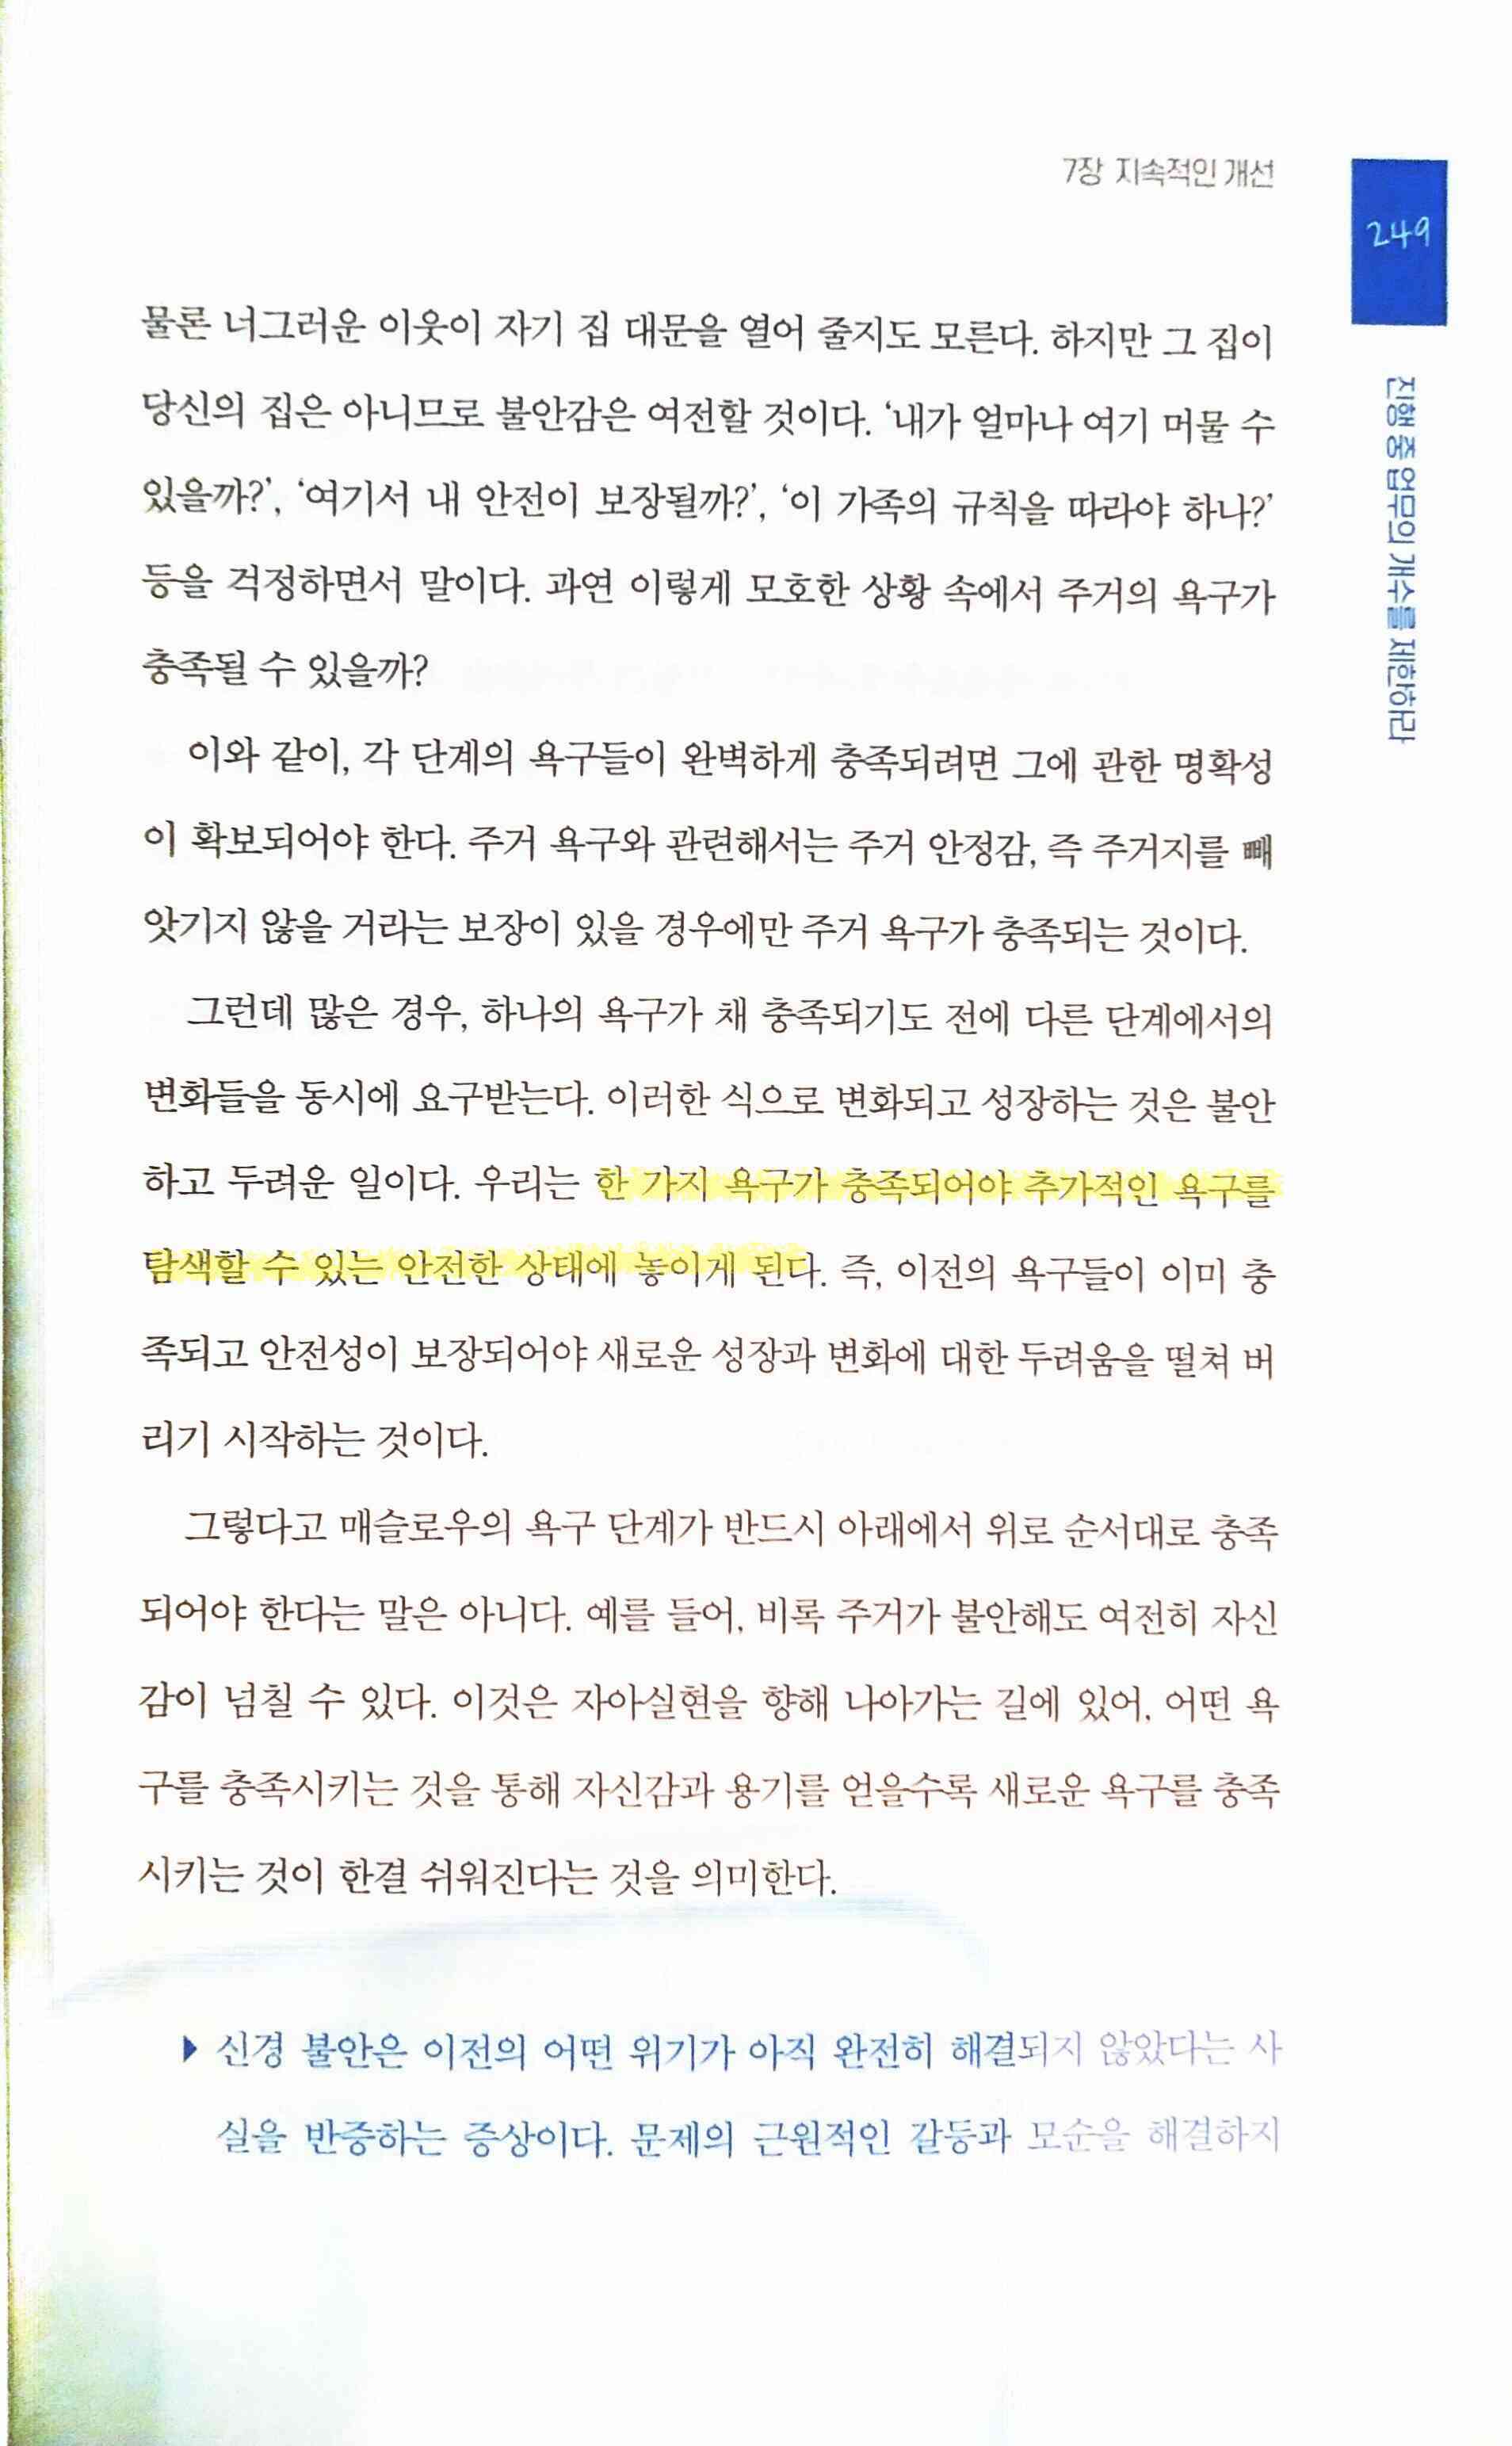 7장 지속적인 개선
249
진행 중 업무의 개수를 제한하라
물론 너그러운 이웃이 자기 집 대문을 열어 줄지도 모른다. 하지만 그 집이
당신의 집은 아니므로 불안감은 여전할 것이다. ‘내가 얼마나 여기 머물 수
있을까?’, ‘여기서 내 안전이 보장될까?’, ‘이 가족의 규칙을 따라야 하나?’
등을 걱정하면서 말이다. 과연 이렇게 모호한 상황 속에서 주거의 욕구가
충족될 수 있을까?
이와 같이, 각 단계의 욕구들이 완벽하게 충족되려면 그에 관한 명확성
이 확보되어야 한다. 주거 욕구와 관련해서는 주거 안정감, 즉 주거지를 빼
앗기지 않을 거라는 보장이 있을 경우에만 주거 욕구가 충족되는 것이다.
그런데 많은 경우, 하나의 욕구가 채 충족되기도 전에 다른 단계에서의
변화들을 동시에 요구받는다. 이러한 식으로 변화되고 성장하는 것은 불안
하고 두려운 일이다. 우리는 한 가지 욕구가 충족되어야 추가적인 욕구를
탐색할 수 있는 안전한 상태에 놓이게 된다. 즉, 이전의 욕구들이 이미 충
족되고 안전성이 보장되어야 새로운 성장과 변화에 대한 두려움을 떨쳐 버
리기 시작하는 것이다.
그렇다고 매슬로우의 욕구 단계가 반드시 아래에서 위로 순서대로 충족
되어야 한다는 말은 아니다. 예를 들어, 비록 주거가 불안해도 여전히 자신
감이 넘칠 수 있다. 이것은 자아실현을 향해 나아가는 길에 있어, 어떤 욕
구를 충족시키는 것을 통해 자신감과 용기를 얻을수록 새로운 욕구를 충족
시키는 것이 한결 쉬워진다는 것을 의미한다.
▶ 신경 불안은 이전의 어떤 위기가 아직 완전히 해결되지 않았다는 사
실을 반증하는 증상이다. 문제의 근원적인 갈등과 모순을 해결하지